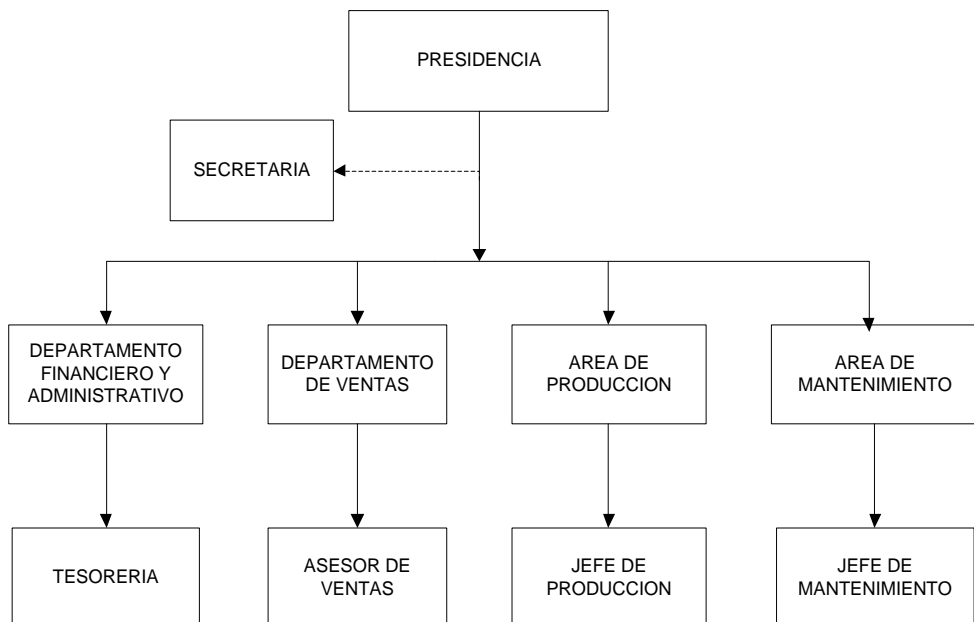 PRESIDENCIA
SECRETARIA
DEPARTAMENTO
FINANCIERO Y
ADMINISTRATIVO
DEPARTAMENTO
DE VENTAS
AREA DE
PRODUCCION
AREA DE
MANTENIMIENTO
TESORERIA
ASESOR DE
VENTAS
JEFE DE
PRODUCCION
JEFE DE
MANTENIMIENTO